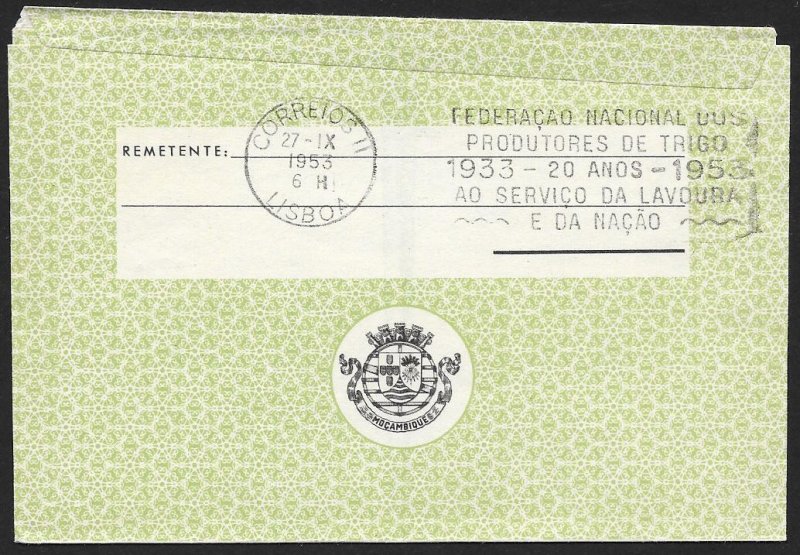 CORREIOS II
27-IX
1953
6 H
LISBOA
FEDERAÇAO NACIONAL DOS
PRODUTORES DE TRIGO
1933 - 20 ANOS - 1953
AO SERVIÇO DA LAVOURA
E DA NAÇÃO
REMETENTE:
MOÇAMBIQUE